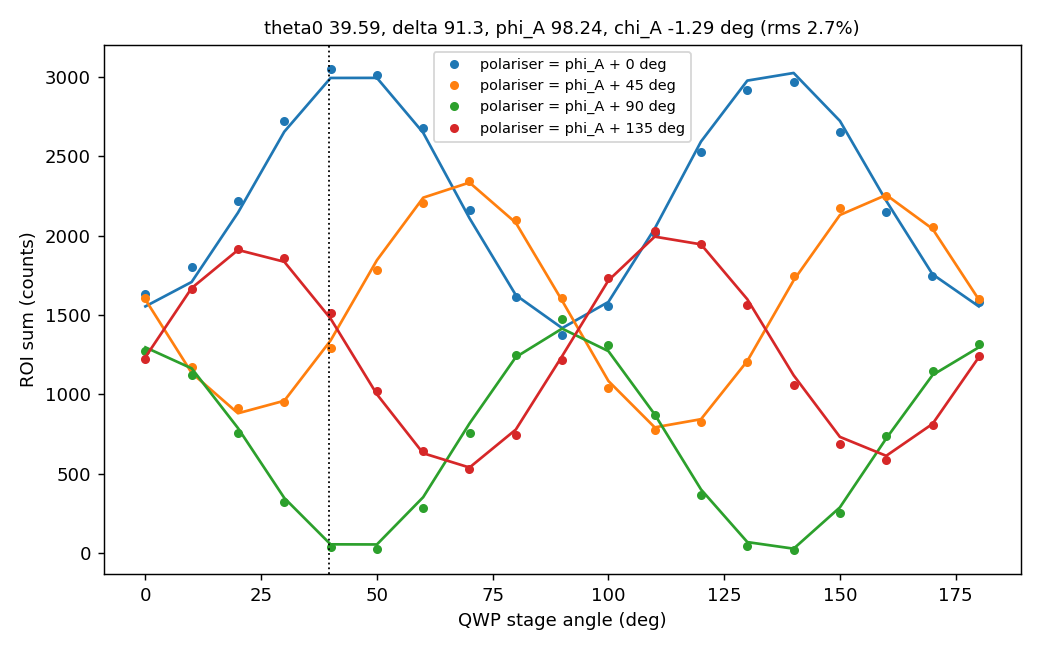 theta0 39.59, delta 91.3, phi_A 98.24, chi_A -1.29 deg (rms 2.7%)
polariser = phi_A + 0 deg
polariser = phi_A + 45 deg
polariser = phi_A + 90 deg
polariser = phi_A + 135 deg
ROI sum (counts)
3000
2500
2000
1500
1000
500
0
0 25 50 75 100 125 150 175
QWP stage angle (deg)